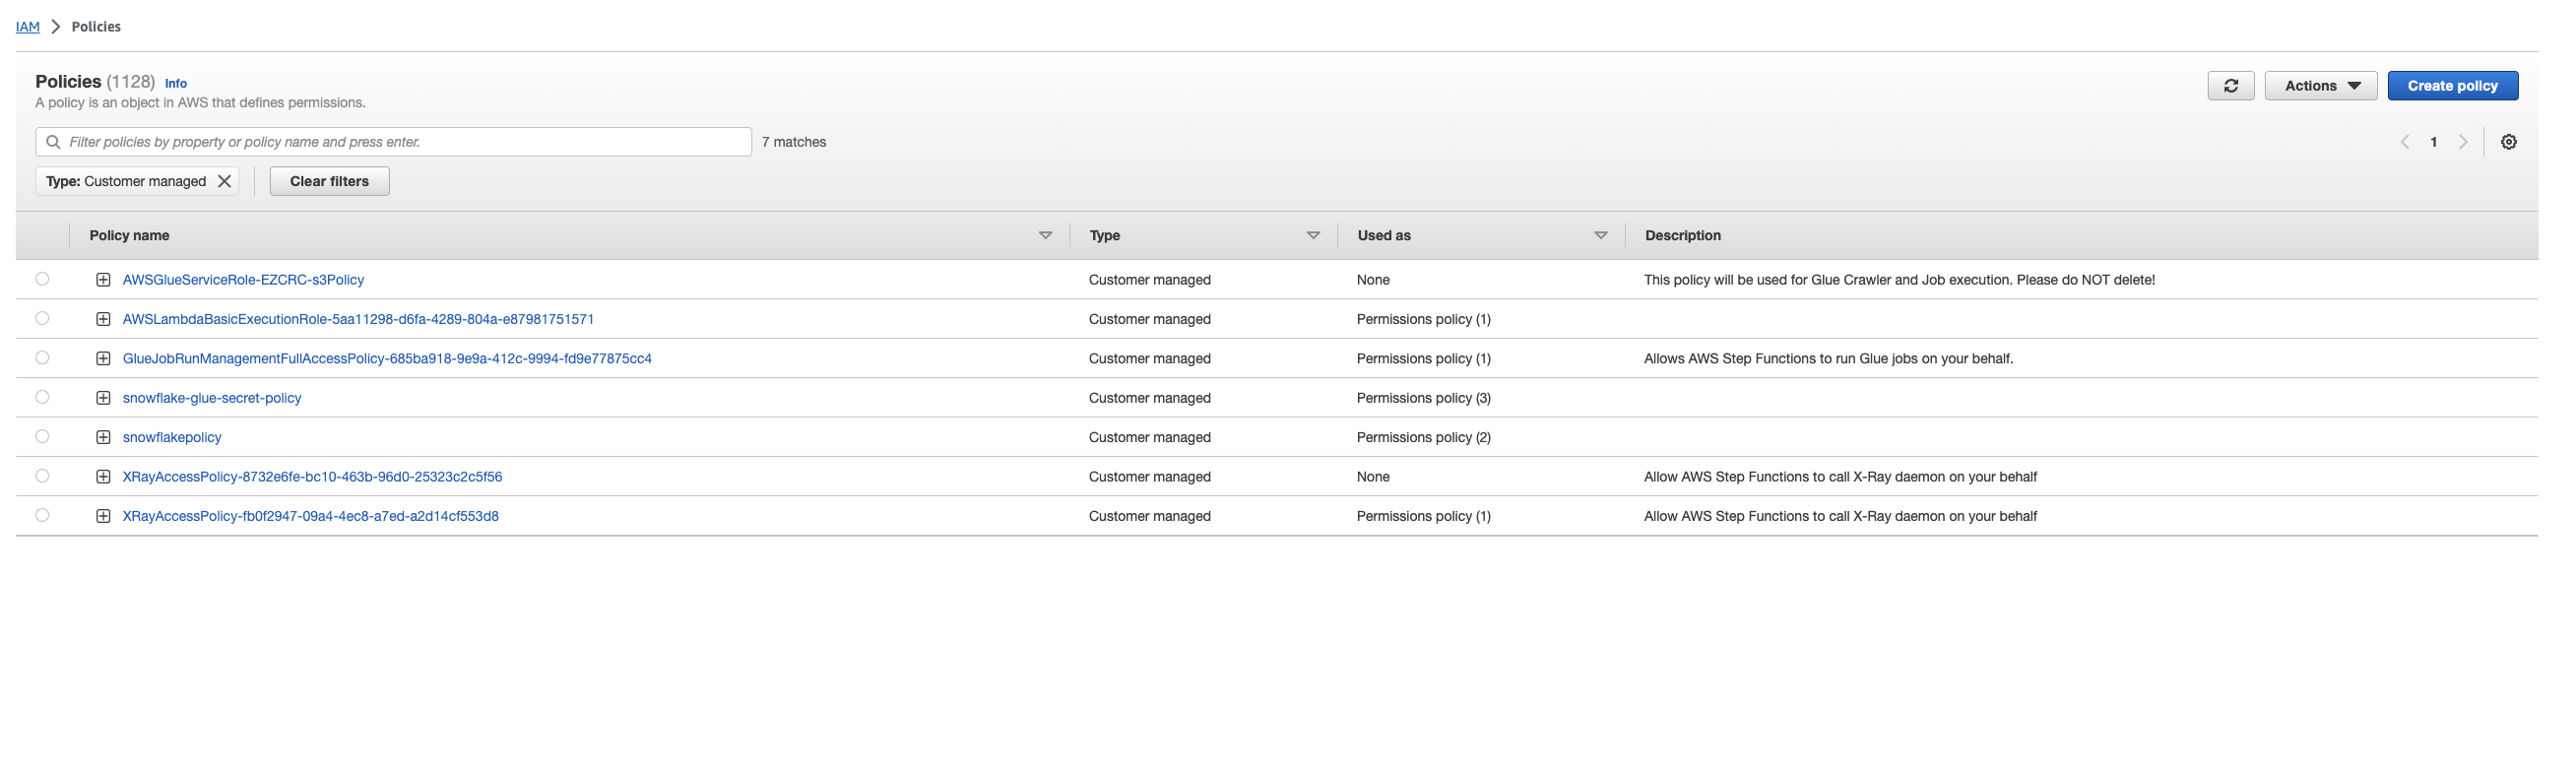 IAM > Policies
Policies (1128) Info
A policy is an object in AWS that defines permissions.
Actions Create policy
Filter policies by property or policy name and press enter. 7 matches
1
Type: Customer managed Clear filters
Policy name Type Used as Description
AWSGlueServiceRole-EZCRC-s3Policy Customer managed None This policy will be used for Glue Crawler and Job execution. Please do NOT delete!
AWSLambdaBasicExecutionRole-5aa11298-d6fa-4289-804a-e87981751571 Customer managed Permissions policy (1)
GlueJobRunManagementFullAccessPolicy-685ba918-9e9a-412c-9994-fd9e77875cc4 Customer managed Permissions policy (1) Allows AWS Step Functions to run Glue jobs on your behalf.
snowflake-glue-secret-policy Customer managed Permissions policy (3)
snowflakepolicy Customer managed Permissions policy (2)
XRayAccessPolicy-8732e6fe-bc10-463b-96d0-25323c2c5f56 Customer managed None Allow AWS Step Functions to call X-Ray daemon on your behalf
XRayAccessPolicy-fb0f2947-09a4-4ec8-a7ed-a2d14cf553d8 Customer managed Permissions policy (1) Allow AWS Step Functions to call X-Ray daemon on your behalf